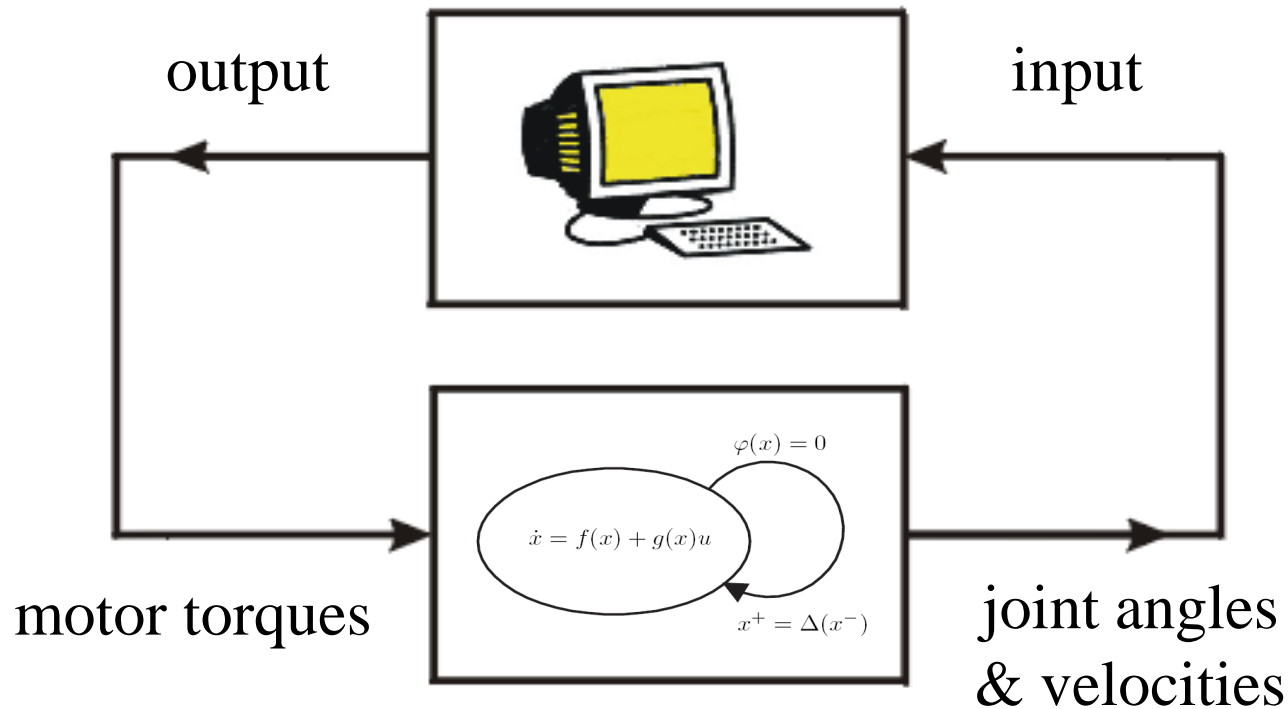 output
input
φ(x) = 0
ẋ = f(x) + g(x)u
x⁺ = Δ(x⁻)
motor torques
joint angles
& velocities